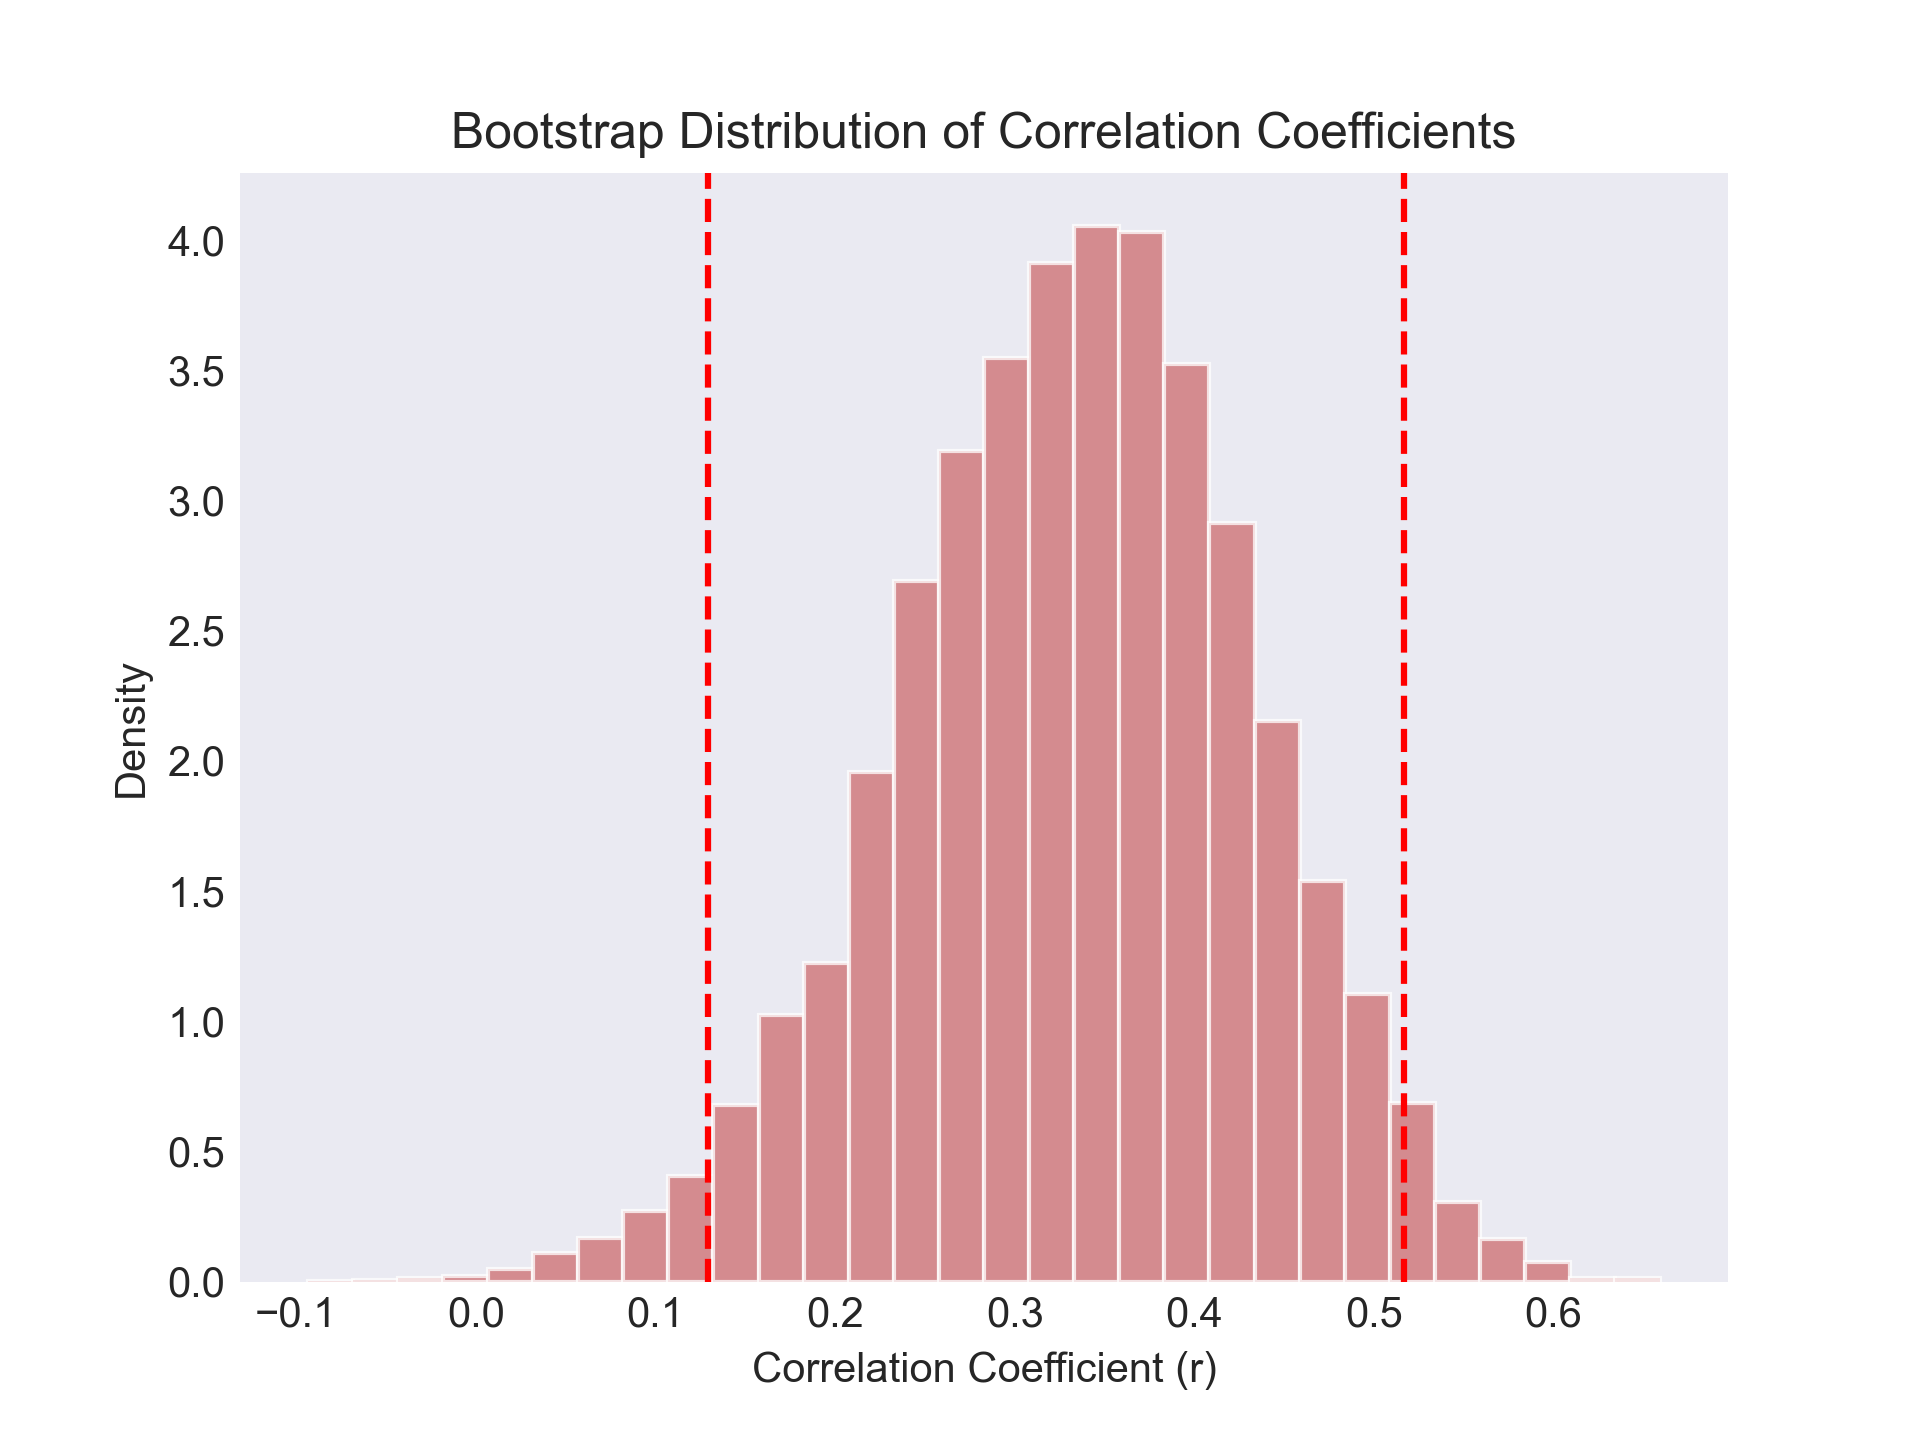 Bootstrap Distribution of Correlation Coefficients
4.0
3.5
3.0
2.5
2.0
1.5
1.0
0.5
0.0
Density
−0.1 0.0 0.1 0.2 0.3 0.4 0.5 0.6
Correlation Coefficient (r)